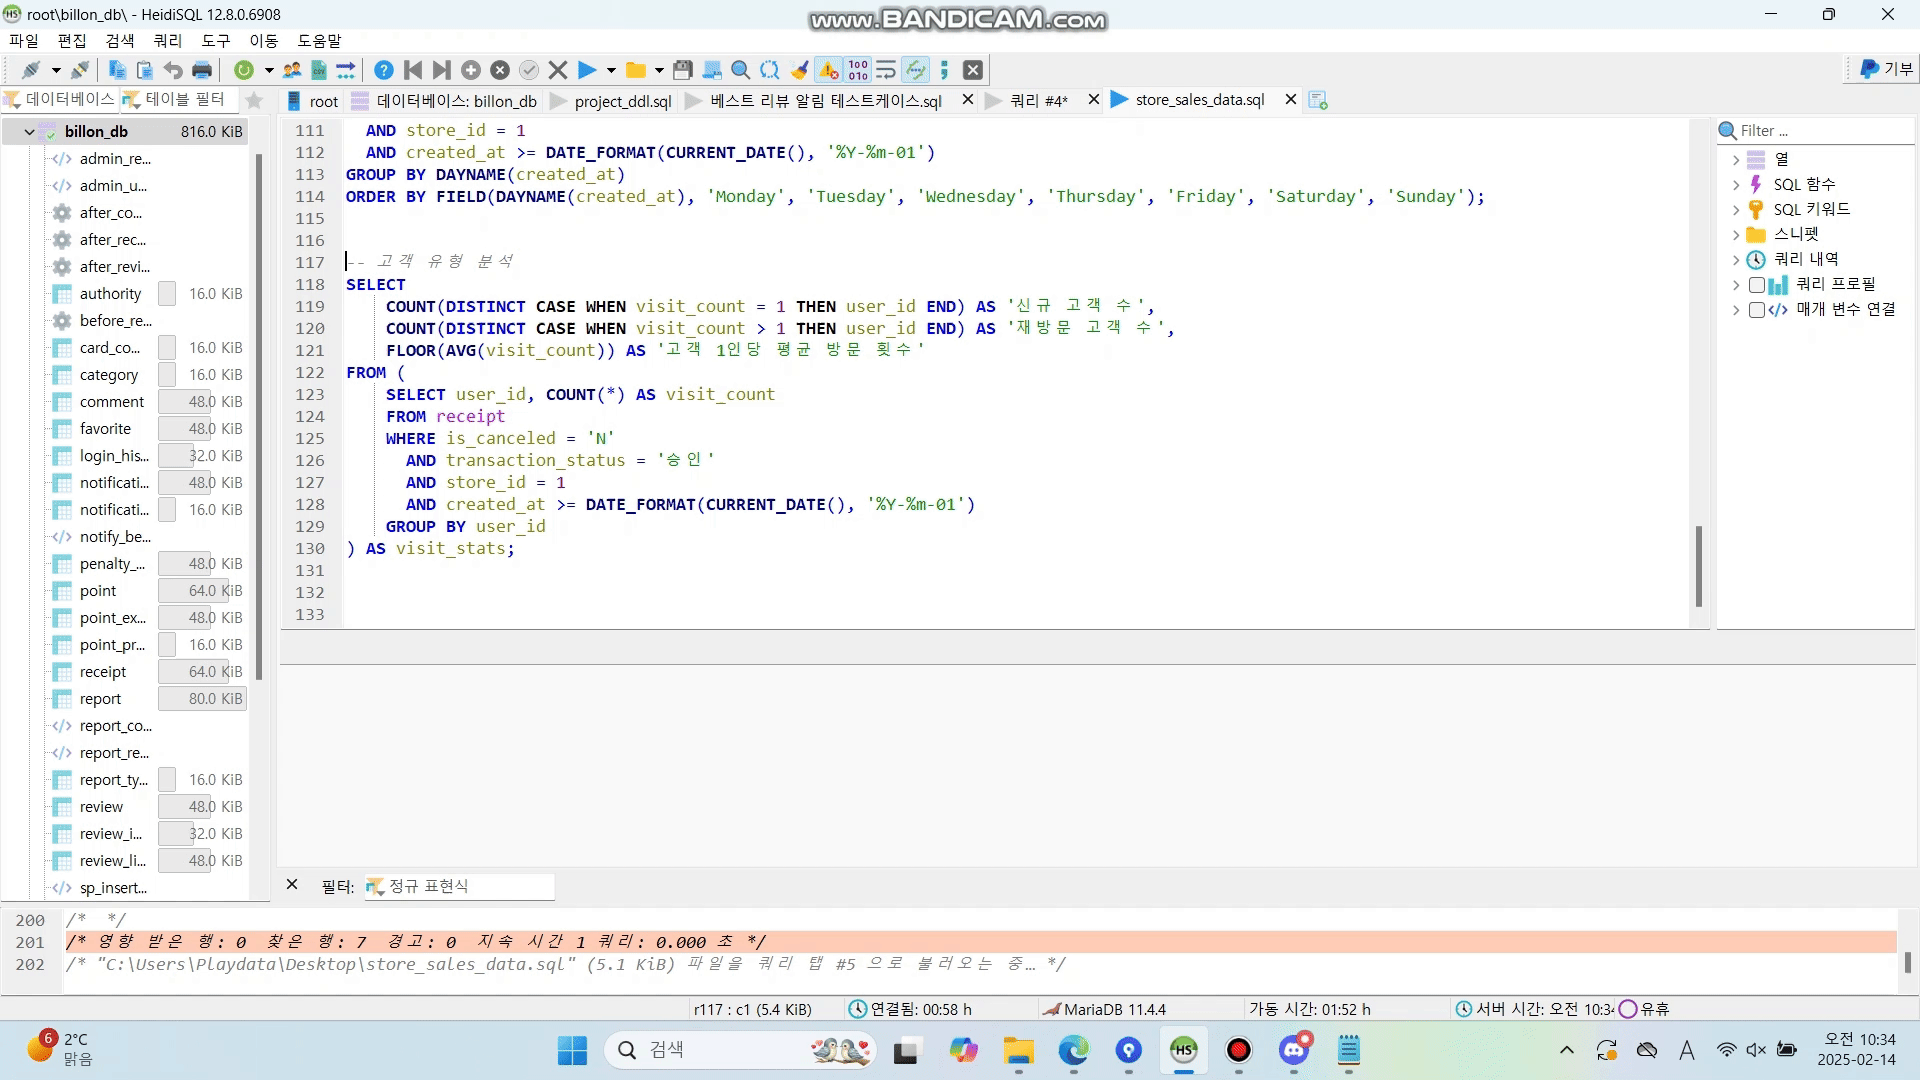 root\billon_db\ - HeidiSQL 12.8.0.6908
www.BANDICAM.com
파일 편집 검색 쿼리 도구 이동 도움말
기부
데이터베이스 테이블 필터
root 데이터베이스: billon_db project_ddl.sql 베스트 리뷰 알림 테스트케이스.sql 쿼리 #4* store_sales_data.sql
billon_db 816.0 KiB
admin_re...
admin_u...
after_co...
after_rec...
after_revi...
authority 16.0 KiB
before_re...
card_co... 16.0 KiB
category 16.0 KiB
comment 48.0 KiB
favorite 48.0 KiB
login_his... 32.0 KiB
notificati... 48.0 KiB
notificati... 16.0 KiB
notify_be...
penalty_... 48.0 KiB
point 64.0 KiB
point_ex... 48.0 KiB
point_pr... 16.0 KiB
receipt 64.0 KiB
report 80.0 KiB
report_co...
report_re...
report_ty... 16.0 KiB
review 48.0 KiB
review_i... 32.0 KiB
review_li... 48.0 KiB
sp_insert...
111 AND store_id = 1
112 AND created_at >= DATE_FORMAT(CURRENT_DATE(), '%Y-%m-01')
113 GROUP BY DAYNAME(created_at)
114 ORDER BY FIELD(DAYNAME(created_at), 'Monday', 'Tuesday', 'Wednesday', 'Thursday', 'Friday', 'Saturday', 'Sunday');
115
116
117 -- 고객 유형 분석
118 SELECT
119 COUNT(DISTINCT CASE WHEN visit_count = 1 THEN user_id END) AS '신규 고객 수',
120 COUNT(DISTINCT CASE WHEN visit_count > 1 THEN user_id END) AS '재방문 고객 수',
121 FLOOR(AVG(visit_count)) AS '고객 1인당 평균 방문 횟수'
122 FROM (
123 SELECT user_id, COUNT(*) AS visit_count
124 FROM receipt
125 WHERE is_canceled = 'N'
126 AND transaction_status = '승인'
127 AND store_id = 1
128 AND created_at >= DATE_FORMAT(CURRENT_DATE(), '%Y-%m-01')
129 GROUP BY user_id
130 ) AS visit_stats;
131
132
133
Filter ...
열
SQL 함수
SQL 키워드
스니펫
쿼리 내역
쿼리 프로필
매개 변수 연결
필터: 정규 표현식
200 /* */
201 /* 영향 받은 행: 0 찾은 행: 7 경고: 0 지속 시간 1 쿼리: 0.000 초 */
202 /* "C:\Users\Playdata\Desktop\store_sales_data.sql" (5.1 KiB) 파일을 쿼리 탭 #5 으로 불러오는 중… */
r117 : c1 (5.4 KiB) 연결됨: 00:58 h MariaDB 11.4.4 가동 시간: 01:52 h 서버 시간: 오전 10:34 유휴
6 2°C
맑음
검색
A
오전 10:34
2025-02-14